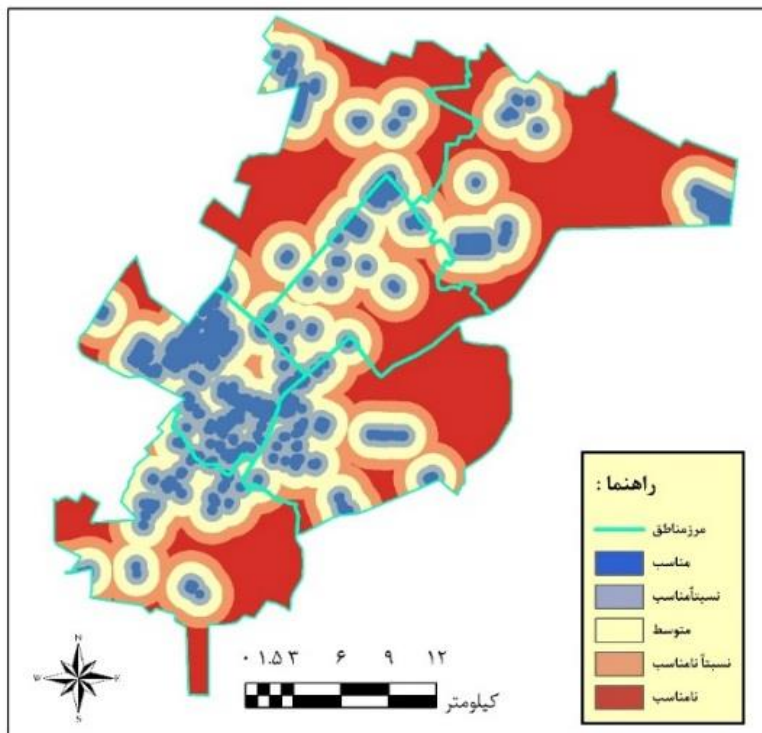 راهنما :
مرزمناطق
مناسب
نسبتاًمناسب
متوسط
نسبتاً نامناسب
نامناسب
N
W E
S
۰ ۱.۵ ۳ ۶ ۹ ۱۲
کیلومتر